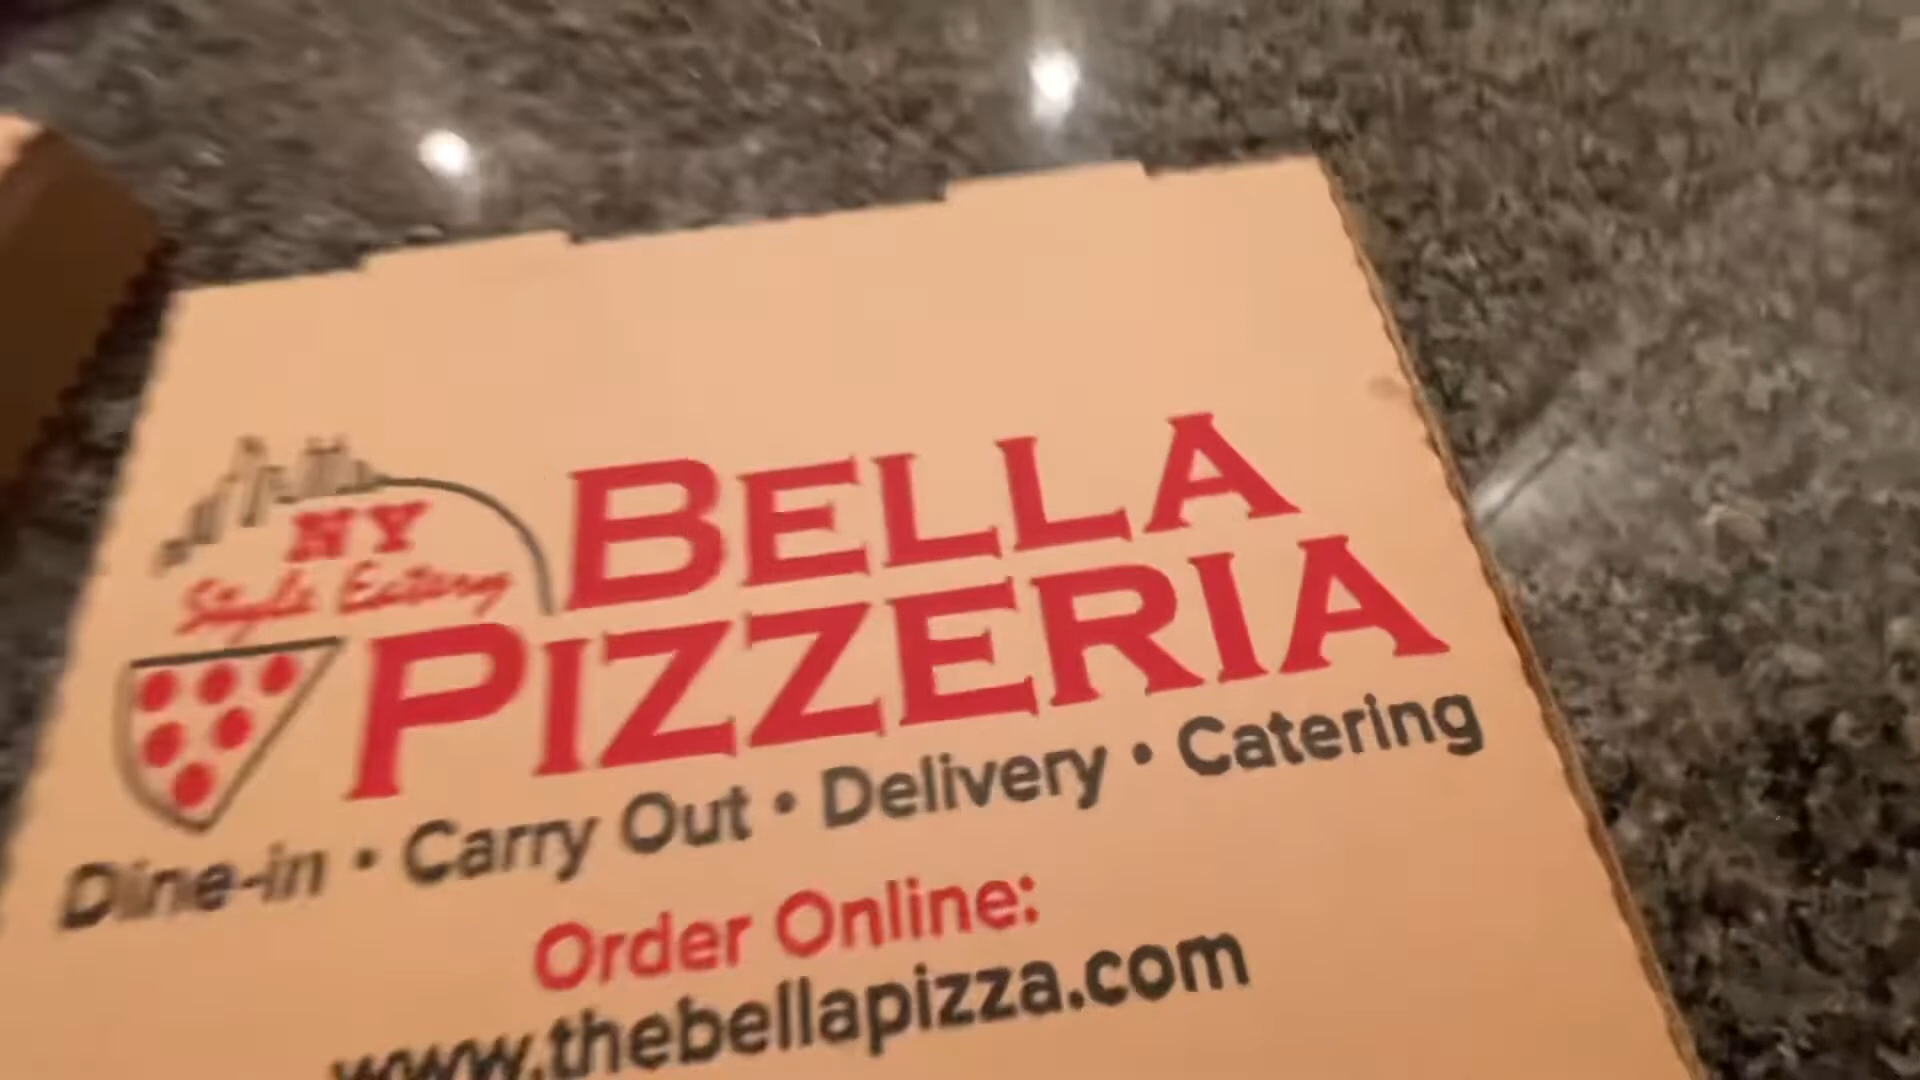 NY
Style Eatery
BELLA
PIZZERIA
Dine-in • Carry Out • Delivery • Catering
Order Online:
www.thebellapizza.com